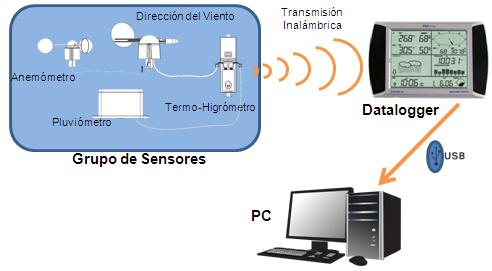 Dirección del Viento
Transmisión
Inalámbrica
Anemómetro
Termo-Higrómetro
Pluviómetro
Grupo de Sensores
Datalogger
USB
PC